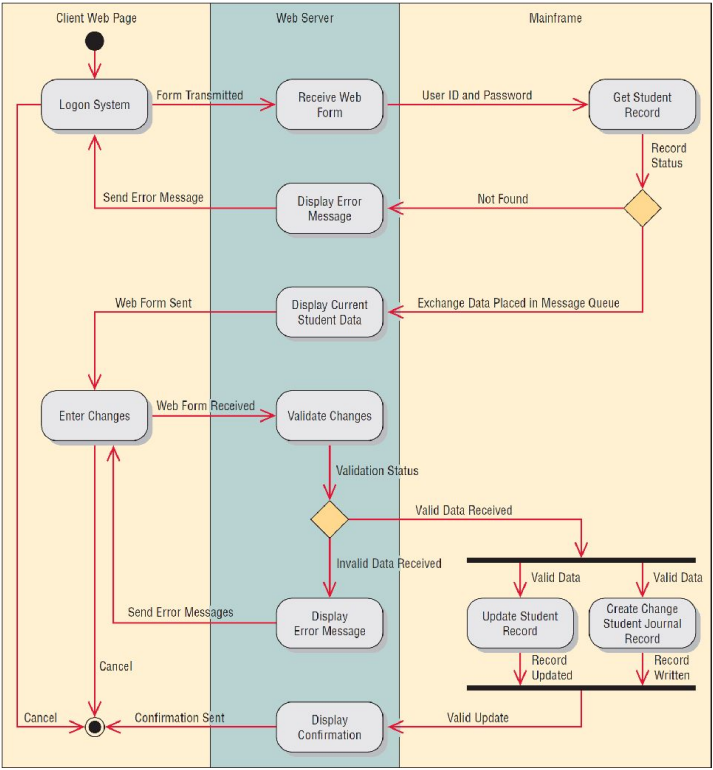 Client Web Page
Web Server
Mainframe
Logon System
Form Transmitted
Receive Web
Form
User ID and Password
Get Student
Record
Record
Status
Send Error Message
Display Error
Message
Not Found
Web Form Sent
Display Current
Student Data
Exchange Data Placed in Message Queue
Enter Changes
Web Form Received
Validate Changes
Validation Status
Valid Data Received
Invalid Data Received
Valid Data
Valid Data
Send Error Messages
Display
Error Message
Update Student
Record
Create Change
Student Journal
Record
Record
Updated
Record
Written
Cancel
Cancel
Confirmation Sent
Display
Confirmation
Valid Update